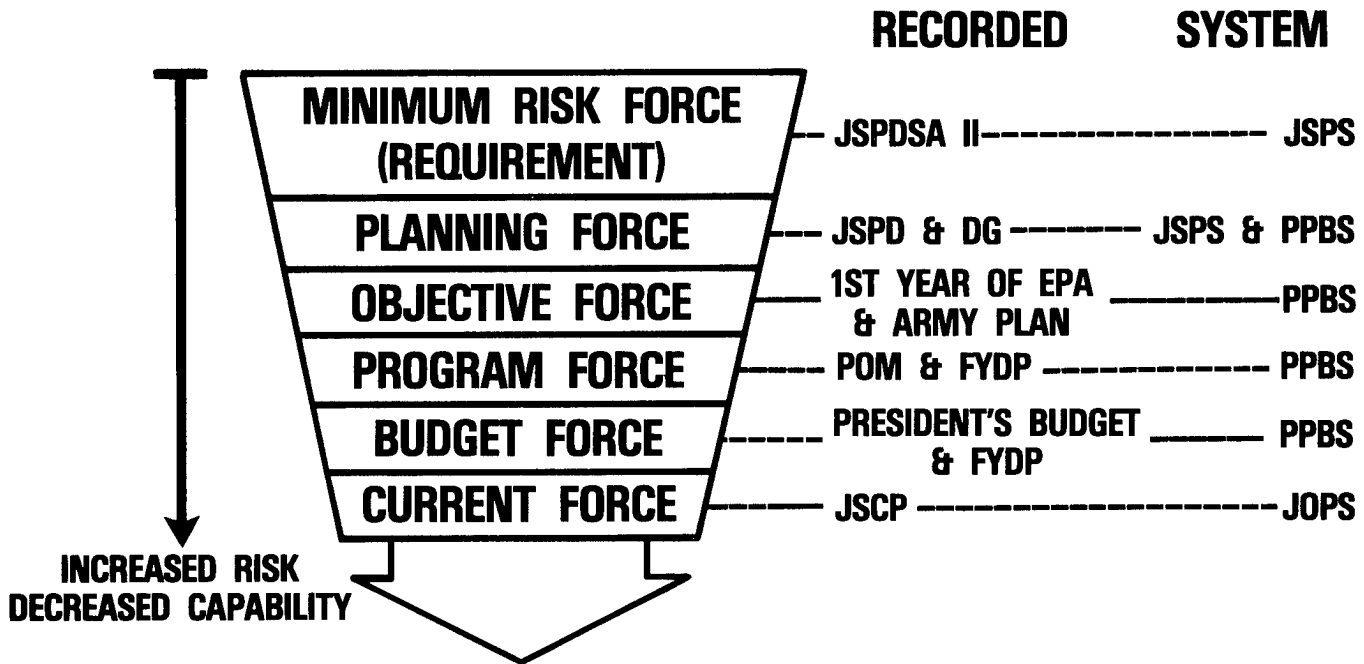 RECORDED SYSTEM
MINIMUM RISK FORCE
(REQUIREMENT)
JSPDSA II JSPS
PLANNING FORCE JSPD & DG JSPS & PPBS
OBJECTIVE FORCE
1ST YEAR OF EPA
& ARMY PLAN
PPBS
PROGRAM FORCE POM & FYDP PPBS
BUDGET FORCE
PRESIDENT'S BUDGET
& FYDP
PPBS
CURRENT FORCE JSCP JOPS
INCREASED RISK
DECREASED CAPABILITY